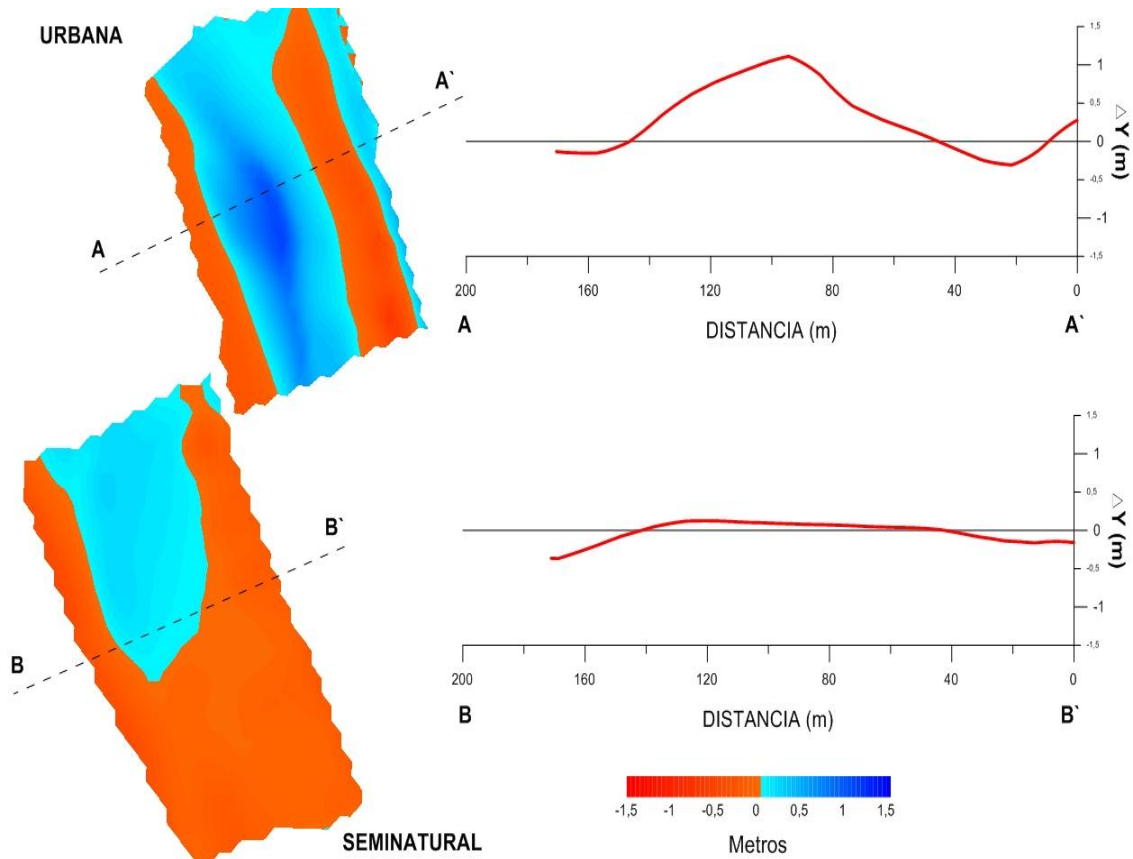 URBANA
A
A`
1,5
1
0,5
0
-0,5
-1
-1,5
△Y (m)
200 160 120 80 40 0
A DISTANCIA (m) A`
B
B`
1,5
1
0,5
0
-0,5
-1
-1,5
△Y (m)
200 160 120 80 40 0
B DISTANCIA (m) B`
SEMINATURAL
-1,5 -1 -0,5 0 0,5 1 1,5
Metros